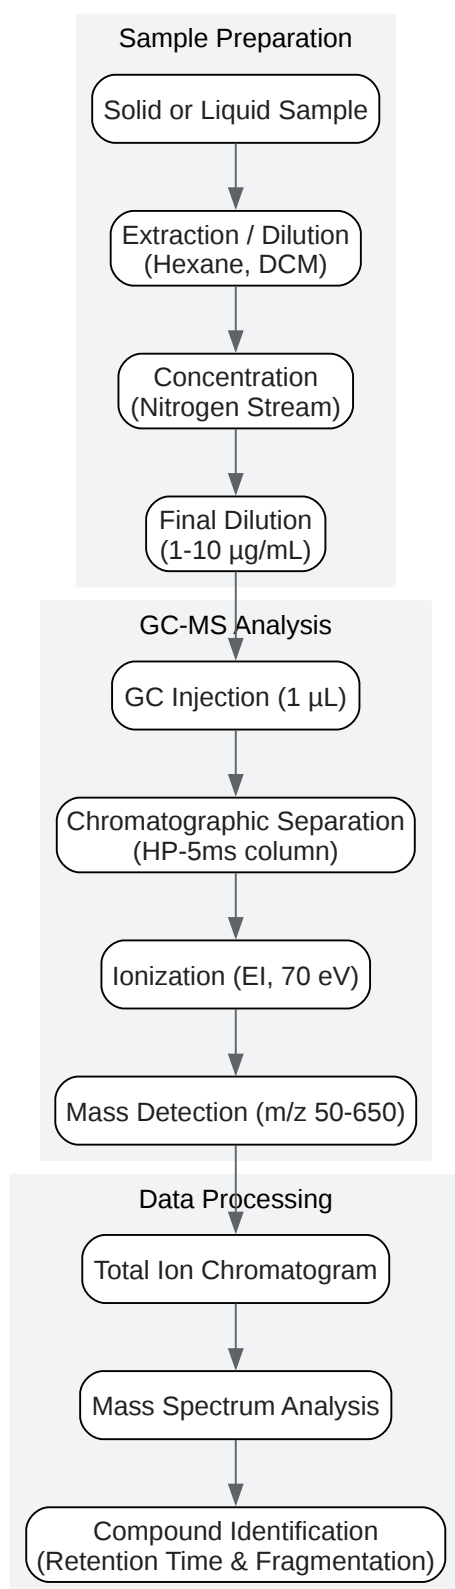 Sample Preparation
Solid or Liquid Sample
Extraction / Dilution
(Hexane, DCM)
Concentration
(Nitrogen Stream)
Final Dilution
(1-10 µg/mL)
GC-MS Analysis
GC Injection (1 µL)
Chromatographic Separation
(HP-5ms column)
Ionization (EI, 70 eV)
Mass Detection (m/z 50-650)
Data Processing
Total Ion Chromatogram
Mass Spectrum Analysis
Compound Identification
(Retention Time & Fragmentation)